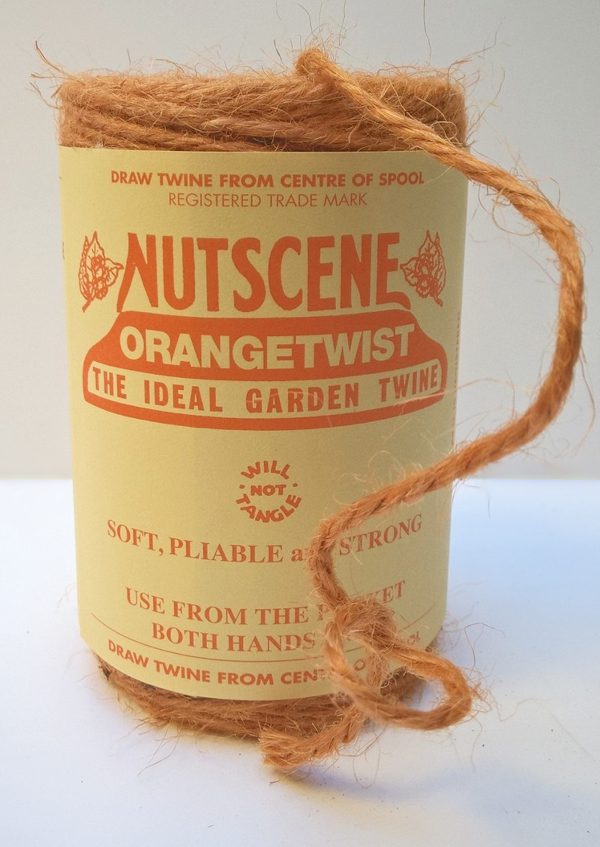 DRAW TWINE FROM CENTRE OF SPOOL
REGISTERED TRADE MARK
NUTSCENE
ORANGETWIST
THE IDEAL GARDEN TWINE
WILL
· NOT ·
TANGLE
SOFT, PLIABLE STRONG
USE FROM THE
BOTH HANDS
DRAW TWINE FROM